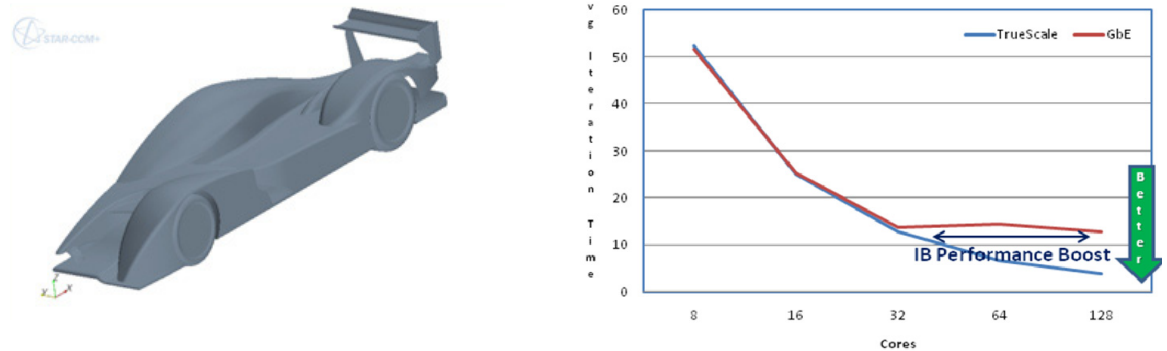 STAR-CCM+
z
y
x
Avg Iteration Time
60
50
40
30
20
10
0
TrueScale
GbE
IB Performance Boost
Better
8
16
32
64
128
Cores